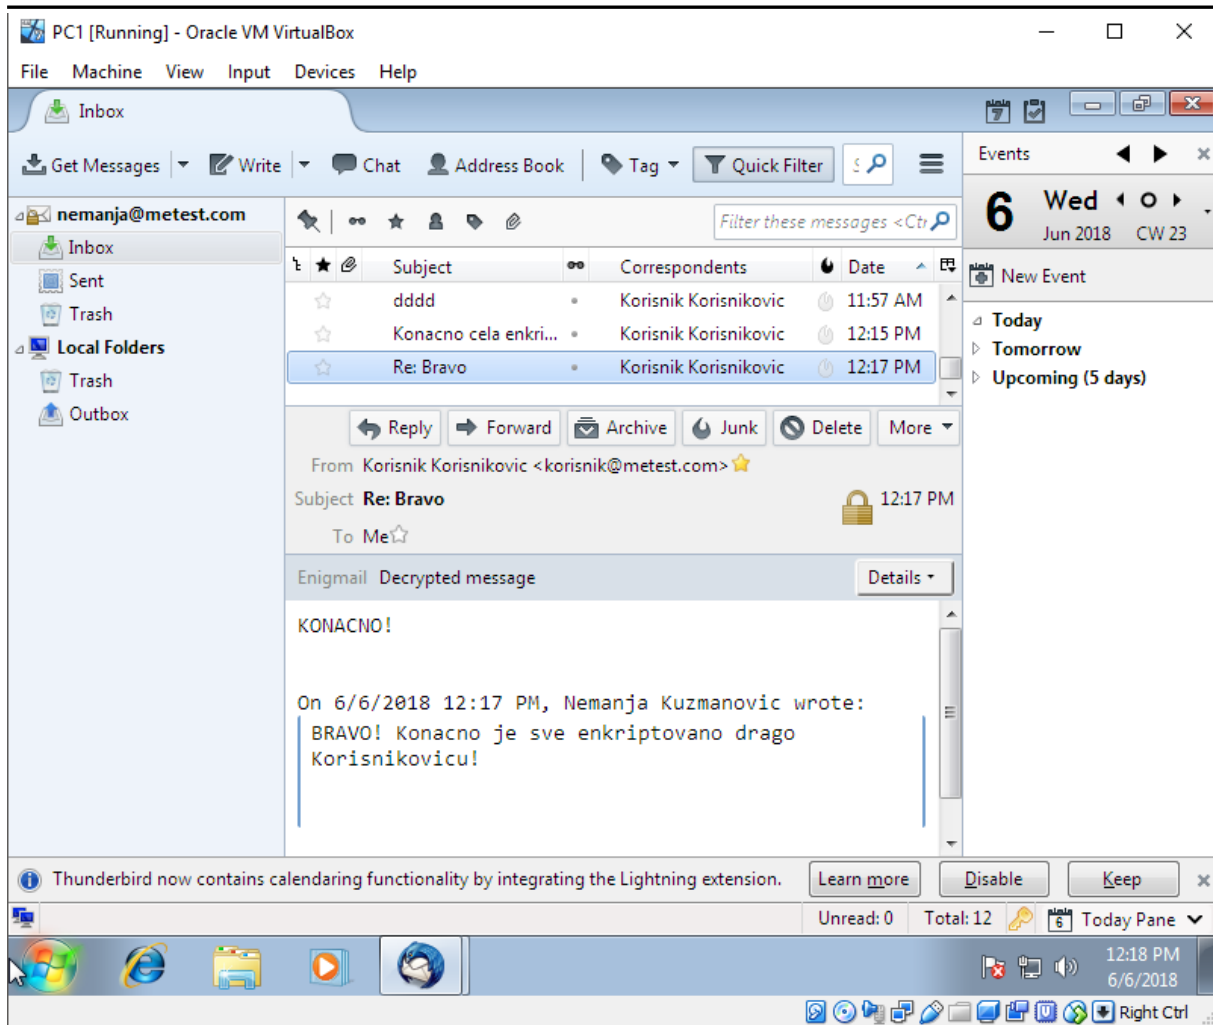 PC1 [Running] - Oracle VM VirtualBox
File Machine View Input Devices Help
Inbox
7
Get Messages Write Chat Address Book Tag Quick Filter S
Events
nemanja@metest.com
Filter these messages <Ctr
6 Wed
Jun 2018 CW 23
Inbox
Subject Correspondents Date
New Event
Sent
dddd Korisnik Korisnikovic 11:57 AM
Trash
Konacno cela enkri... Korisnik Korisnikovic 12:15 PM
Today
Local Folders
Re: Bravo Korisnik Korisnikovic 12:17 PM
Tomorrow
Trash
Upcoming (5 days)
Outbox
Reply Forward Archive Junk Delete More
From Korisnik Korisnikovic <korisnik@metest.com>
Subject Re: Bravo 12:17 PM
To Me
Enigmail Decrypted message Details
KONACNO!
On 6/6/2018 12:17 PM, Nemanja Kuzmanovic wrote:
BRAVO! Konacno je sve enkriptovano drago
Korisnikovicu!
Thunderbird now contains calendaring functionality by integrating the Lightning extension. Learn more Disable Keep
Unread: 0 Total: 12 6 Today Pane
12:18 PM
6/6/2018
Right Ctrl